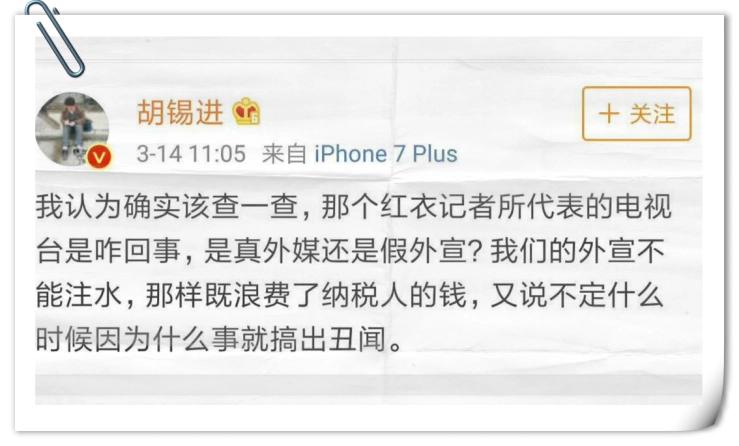 胡锡进
＋ 关注
3-14 11:05 来自 iPhone 7 Plus
我认为确实该查一查，那个红衣记者所代表的电视
台是咋回事，是真外媒还是假外宣？我们的外宣不
能注水，那样既浪费了纳税人的钱，又说不定什么
时候因为什么事就搞出丑闻。